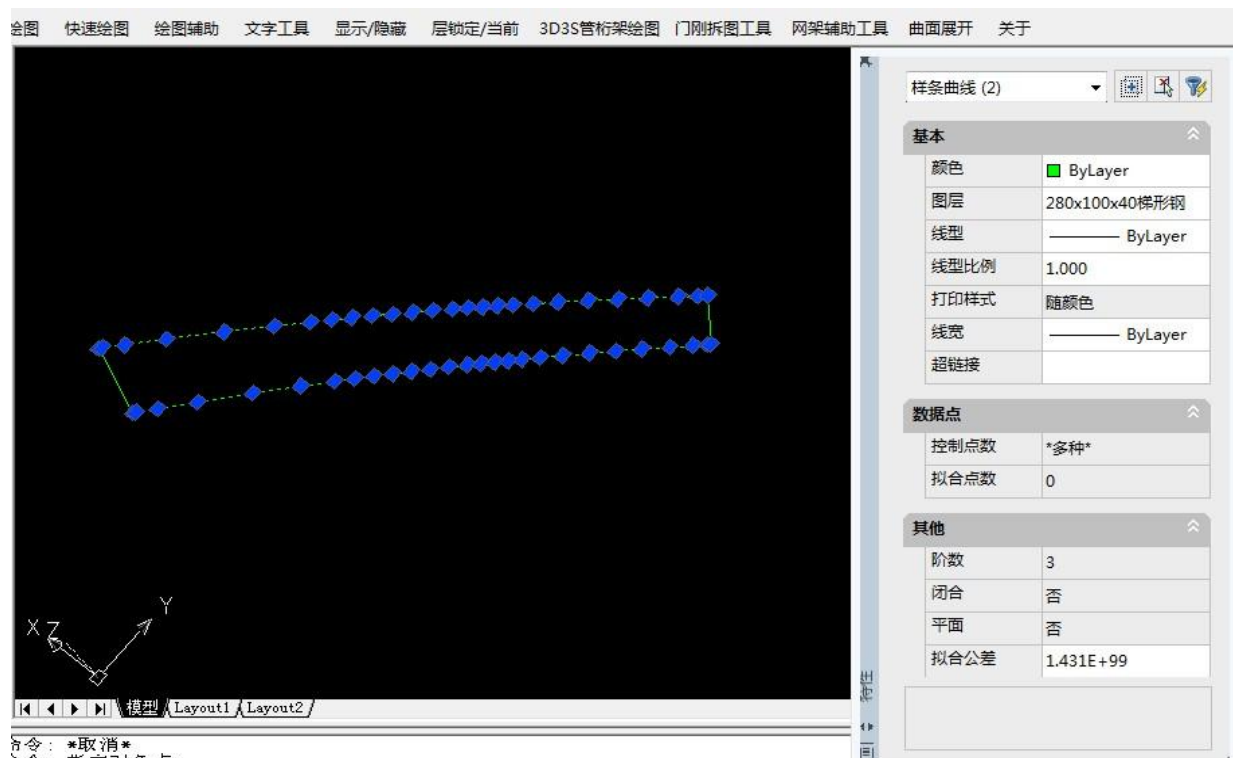 绘图 快速绘图 绘图辅助 文字工具 显示/隐藏 层锁定/当前 3D3S管桁架绘图 门刚拆图工具 网架辅助工具 曲面展开 关于
样条曲线 (2)
基本
颜色 ByLayer
图层 280x100x40梯形钢
线型 ByLayer
线型比例 1.000
打印样式 随颜色
线宽 ByLayer
超链接
数据点
控制点数 *多种*
拟合点数 0
其他
阶数 3
闭合 否
平面 否
拟合公差 1.431E+99
特性
X Z Y
模型 Layout1 Layout2
命令: *取消*